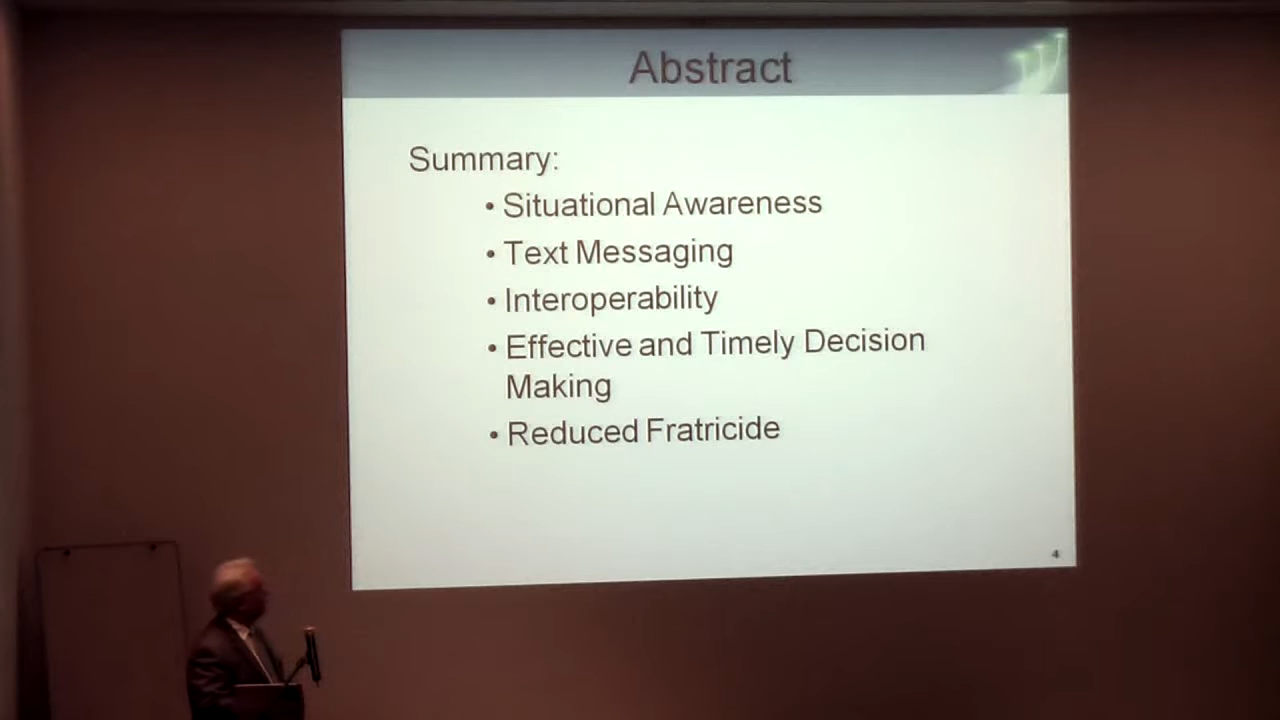 Abstract
Summary:
• Situational Awareness
• Text Messaging
• Interoperability
• Effective and Timely Decision
Making
• Reduced Fratricide
4